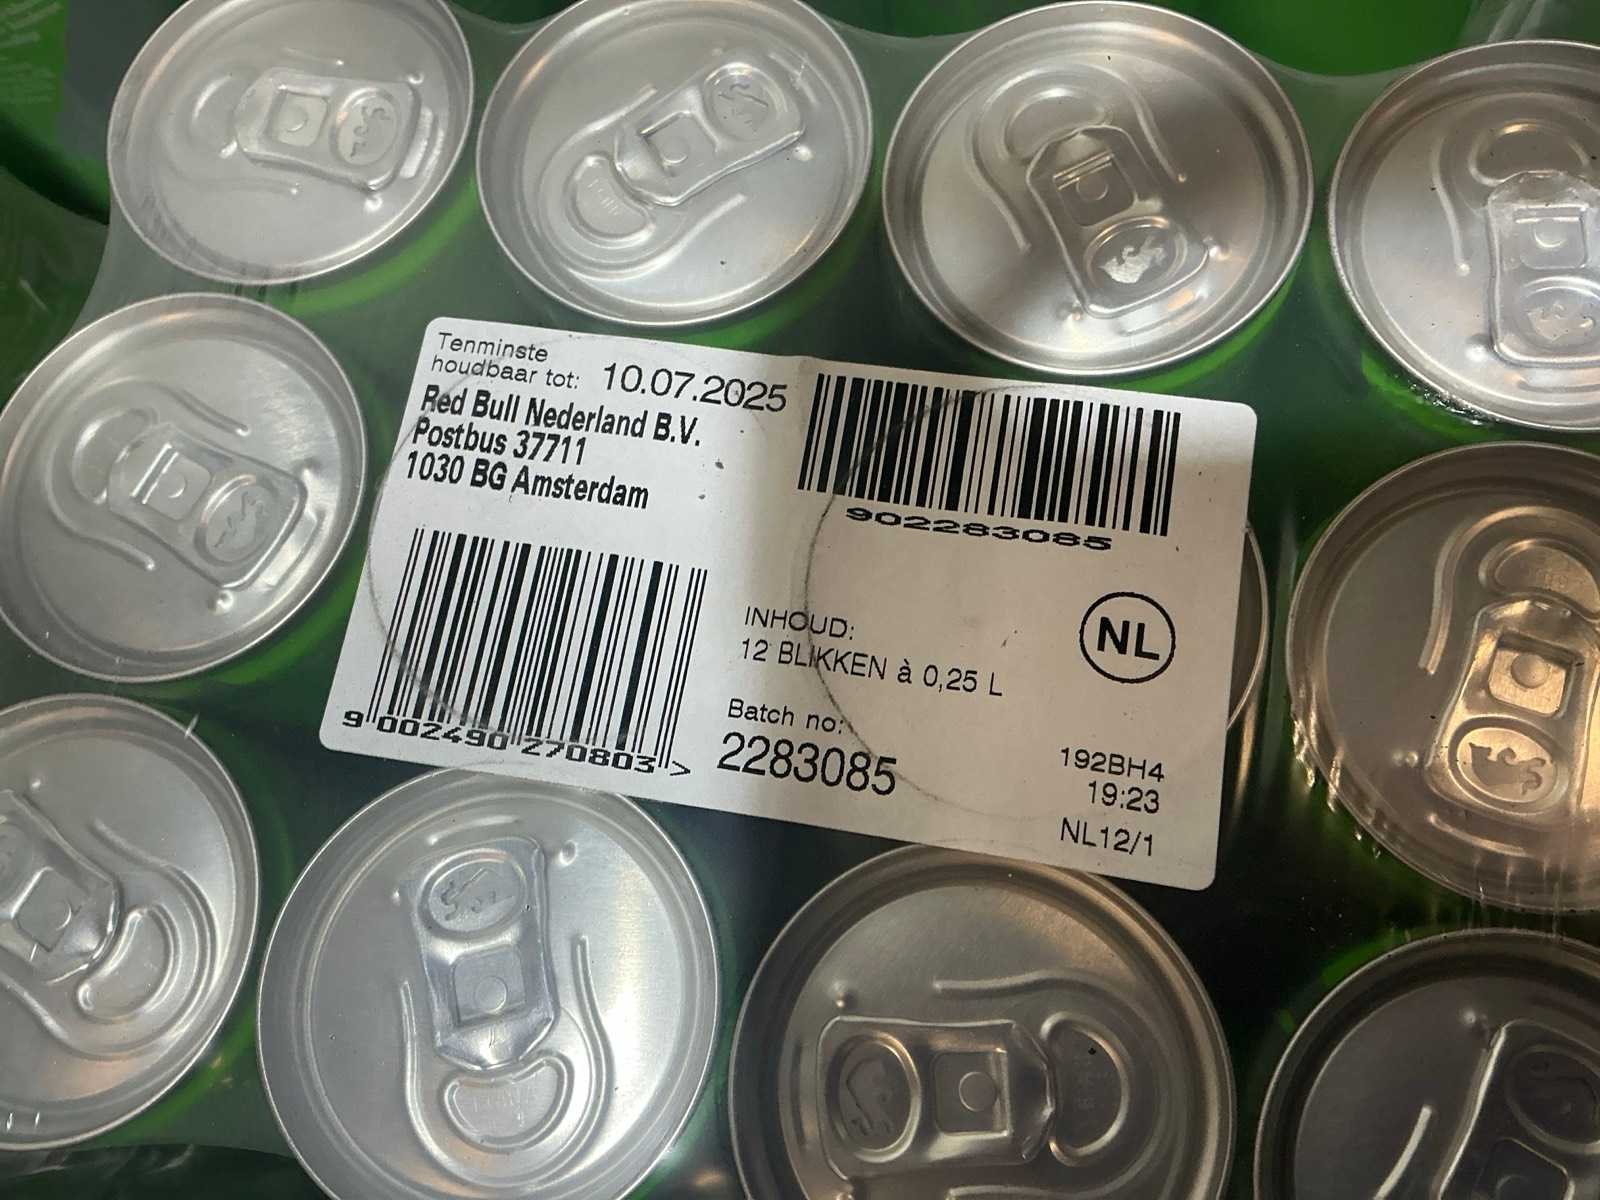 Tenminste
houdbaar tot: 10.07.2025
Red Bull Nederland B.V.
Postbus 37711
1030 BG Amsterdam
902283085
9 002490 270803 >
INHOUD:
12 BLIKKEN à 0,25 L
NL
Batch no:
2283085
192BH4
19:23
NL12/1